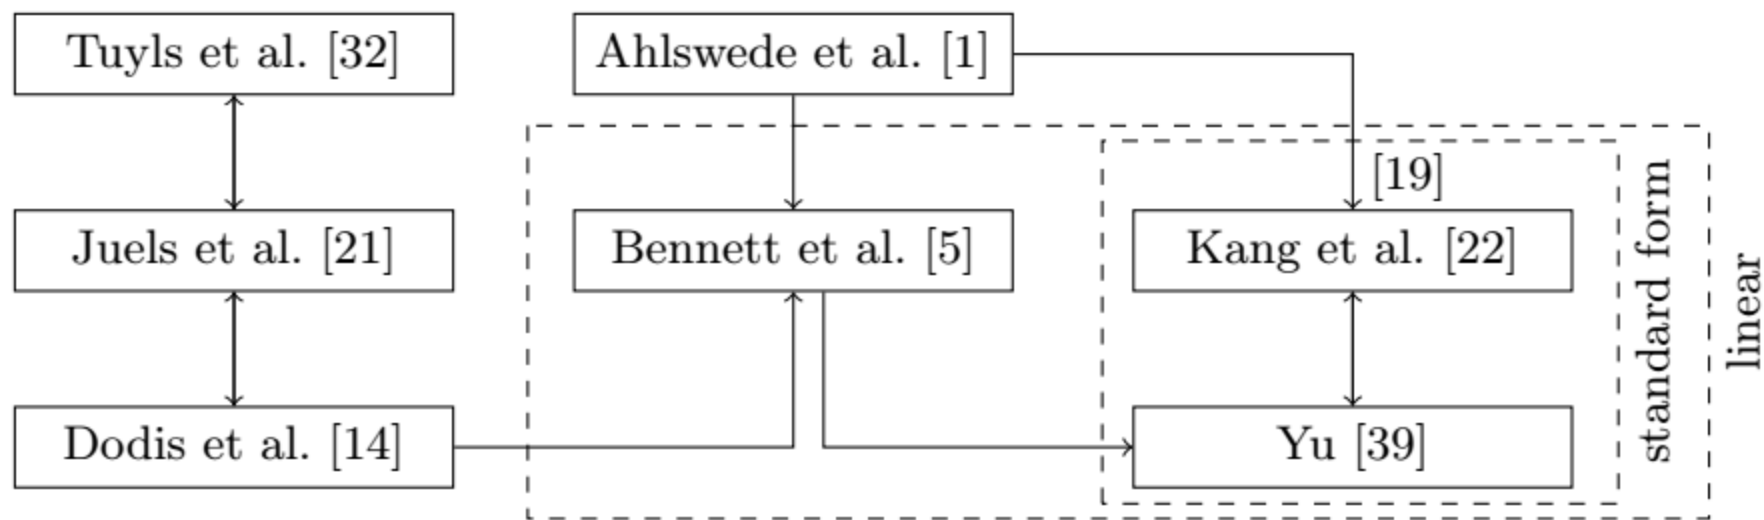 Tuyls et al. [32]
Ahlswede et al. [1]
[19]
Juels et al. [21]
Bennett et al. [5]
Kang et al. [22]
Dodis et al. [14]
Yu [39]
standard form
linear